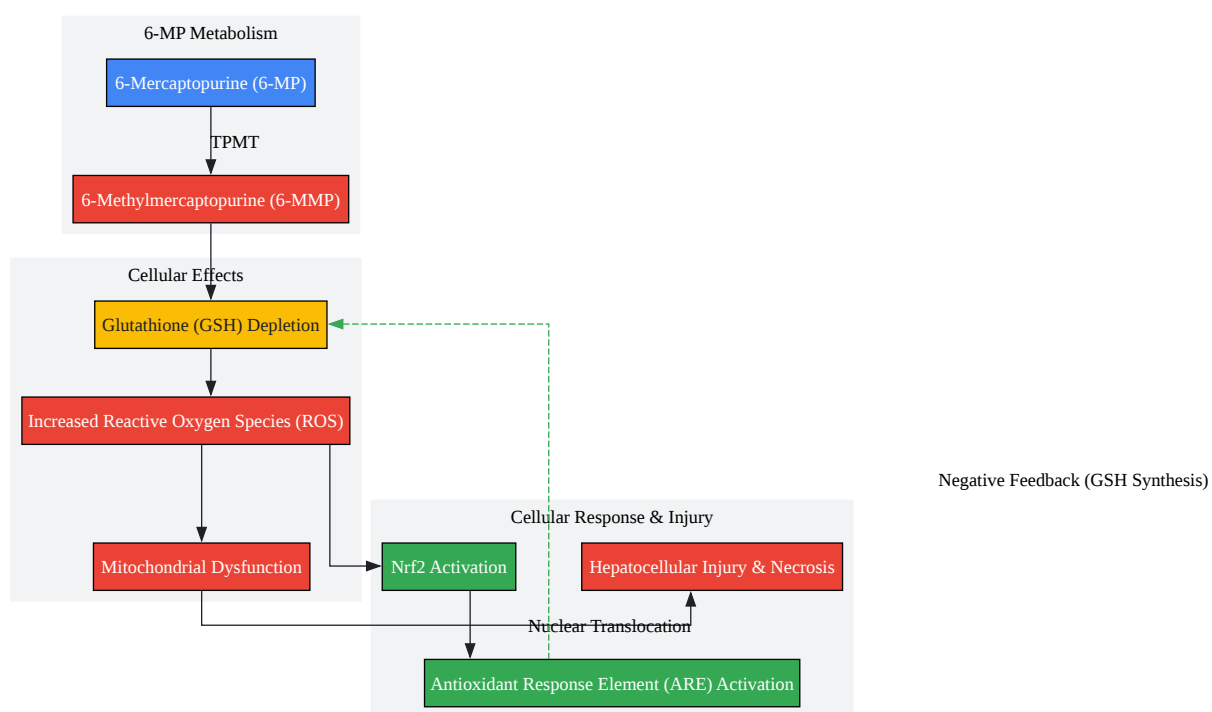 6-MP Metabolism
6-Mercaptopurine (6-MP)
TPMT
6-Methylmercaptopurine (6-MMP)
Cellular Effects
Glutathione (GSH) Depletion
Increased Reactive Oxygen Species (ROS)
Negative Feedback (GSH Synthesis)
Cellular Response & Injury
Mitochondrial Dysfunction
Nrf2 Activation
Hepatocellular Injury & Necrosis
Nuclear Translocation
Antioxidant Response Element (ARE) Activation